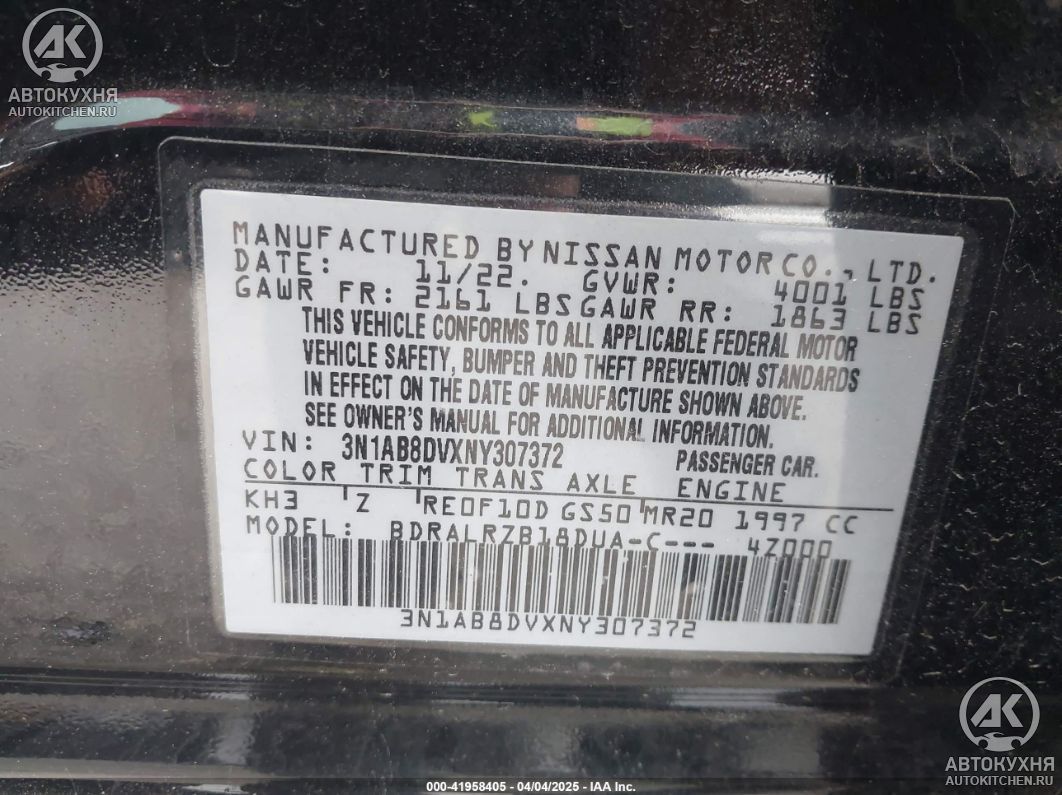 AK
АВТОКУХНЯ
AUTOKITCHEN.RU
MANUFACTURED BY NISSAN MOTOR CO., LTD.
DATE: 11/22. GVWR: 4001 LBS
GAWR FR: 2161 LBS GAWR RR: 1863 LBS
THIS VEHICLE CONFORMS TO ALL APPLICABLE FEDERAL MOTOR
VEHICLE SAFETY, BUMPER AND THEFT PREVENTION STANDARDS
IN EFFECT ON THE DATE OF MANUFACTURE SHOWN ABOVE.
SEE OWNER'S MANUAL FOR ADDITIONAL INFORMATION.
VIN: 3N1AB8DVXNY307372 PASSENGER CAR.
COLOR TRIM TRANS AXLE ENGINE
KH3 Z RE0F10D GS50 MR20 1997 CC
MODEL: BDRALRZB18DUA-C--- 4Z000
3N1AB8DVXNY307372
AK
АВТОКУХНЯ
AUTOKITCHEN.RU
000-41958405 - 04/04/2025 - IAA Inc.